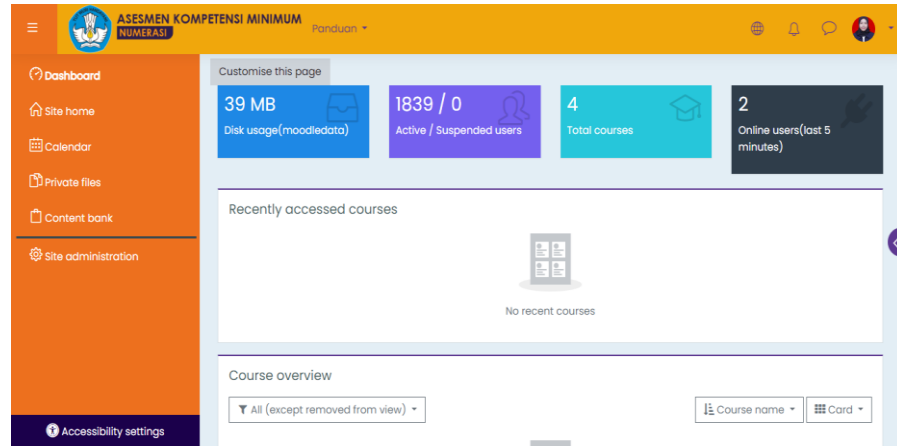 ASESMEN KOMPETENSI MINIMUM
NUMERASI
Panduan
Dashboard
Site home
Calendar
Private files
Content bank
Site administration
Accessibility settings
Customise this page
39 MB
Disk usage(moodledata)
1839 / 0
Active / Suspended users
4
Total courses
2
Online users(last 5
minutes)
Recently accessed courses
No recent courses
Course overview
All (except removed from view)
Course name
Card